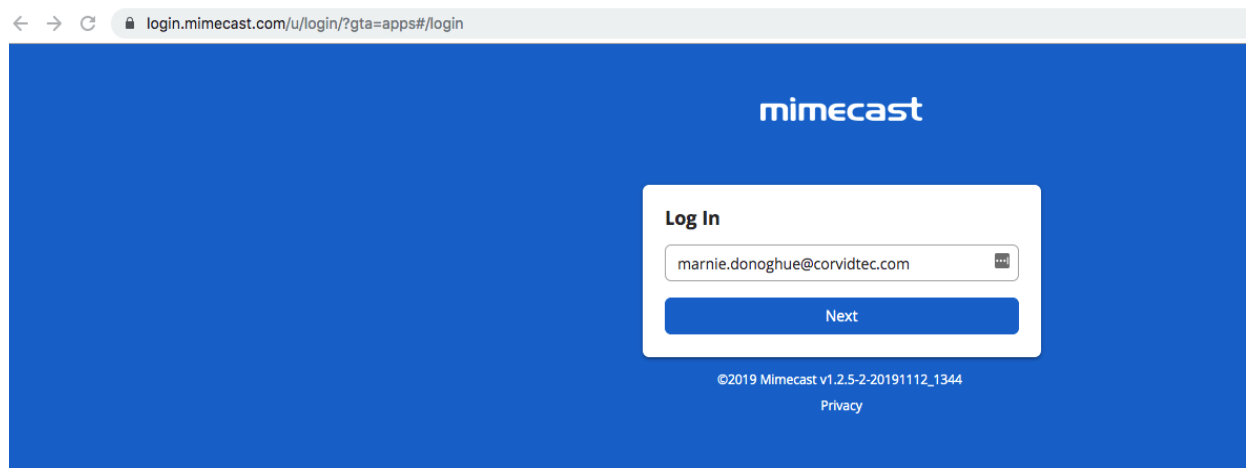 login.mimecast.com/u/login/?gta=apps#/login
mimecast
Log In
marnie.donoghue@corvidtec.com
Next
©2019 Mimecast v1.2.5-2-20191112_1344
Privacy